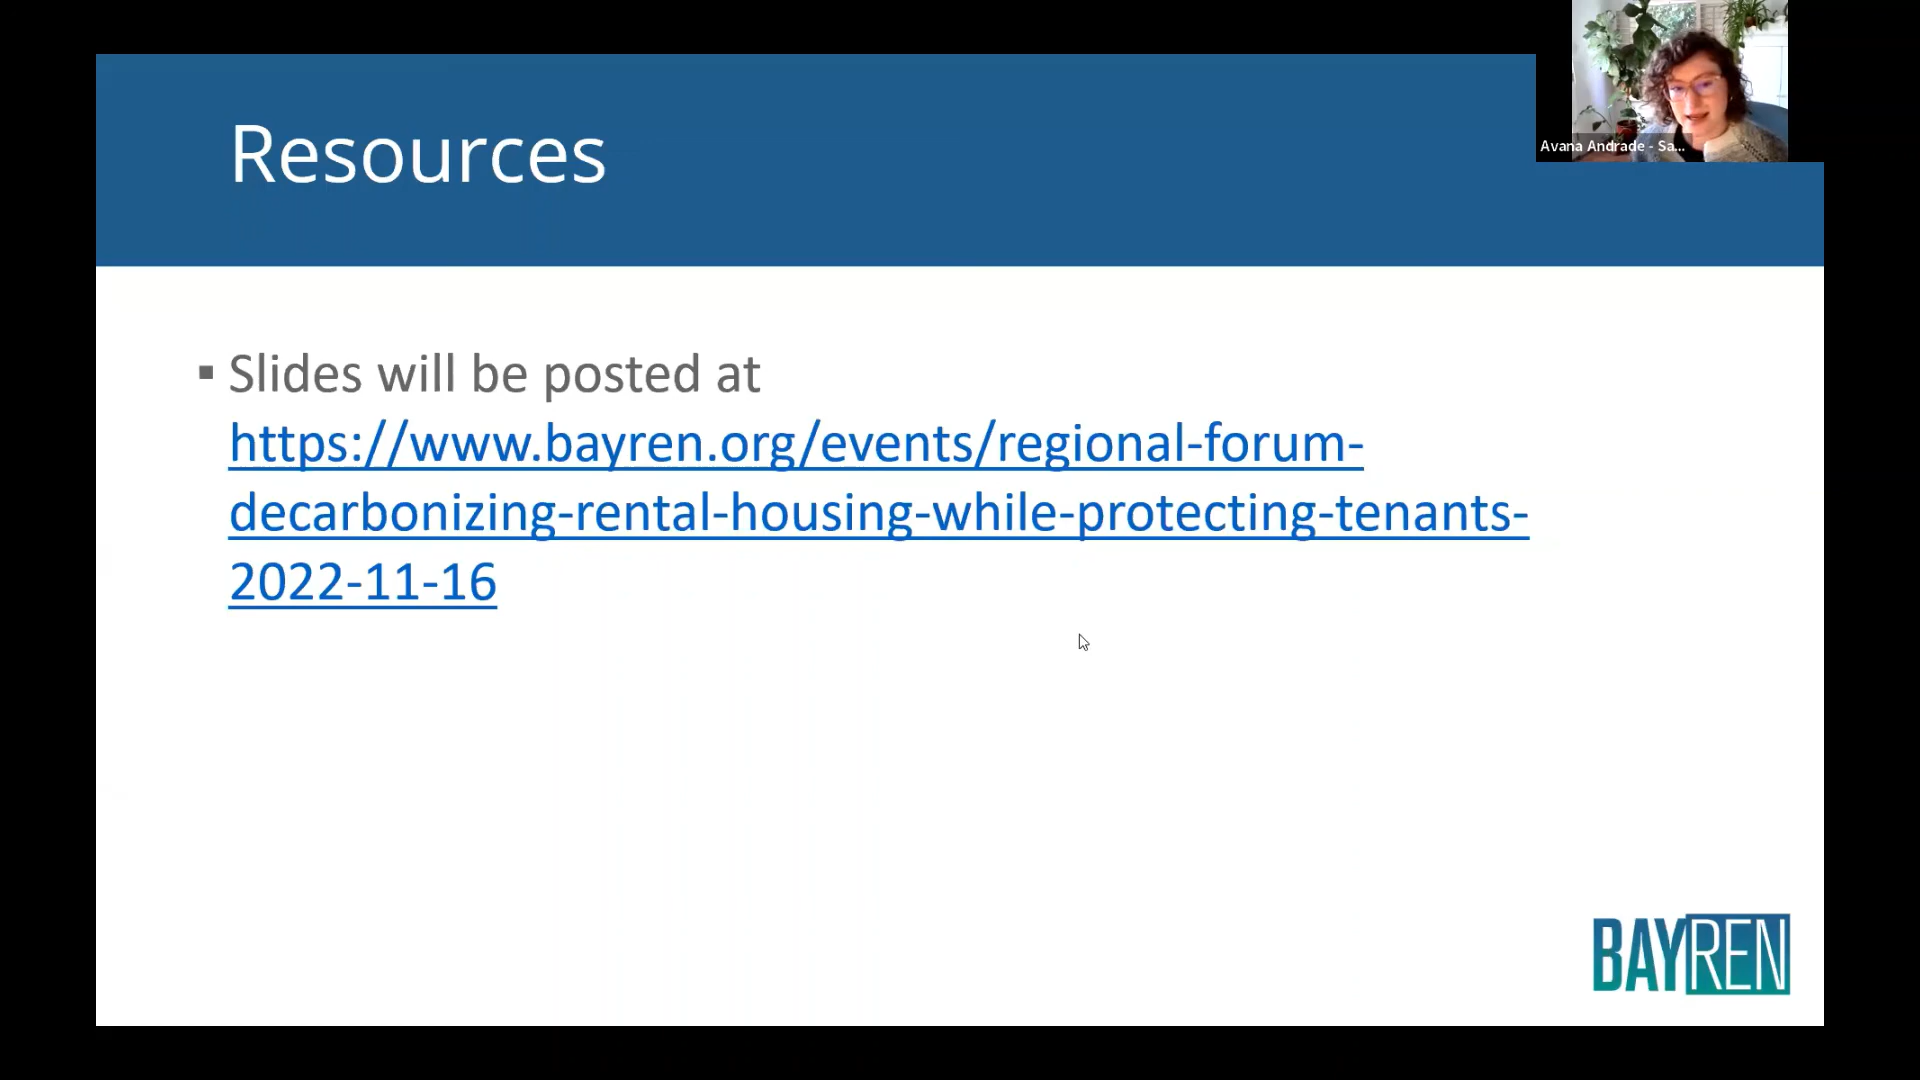 Resources
Avana Andrade - Sa...
▪ Slides will be posted at
https://www.bayren.org/events/regional-forum-
decarbonizing-rental-housing-while-protecting-tenants-
2022-11-16
BAYREN